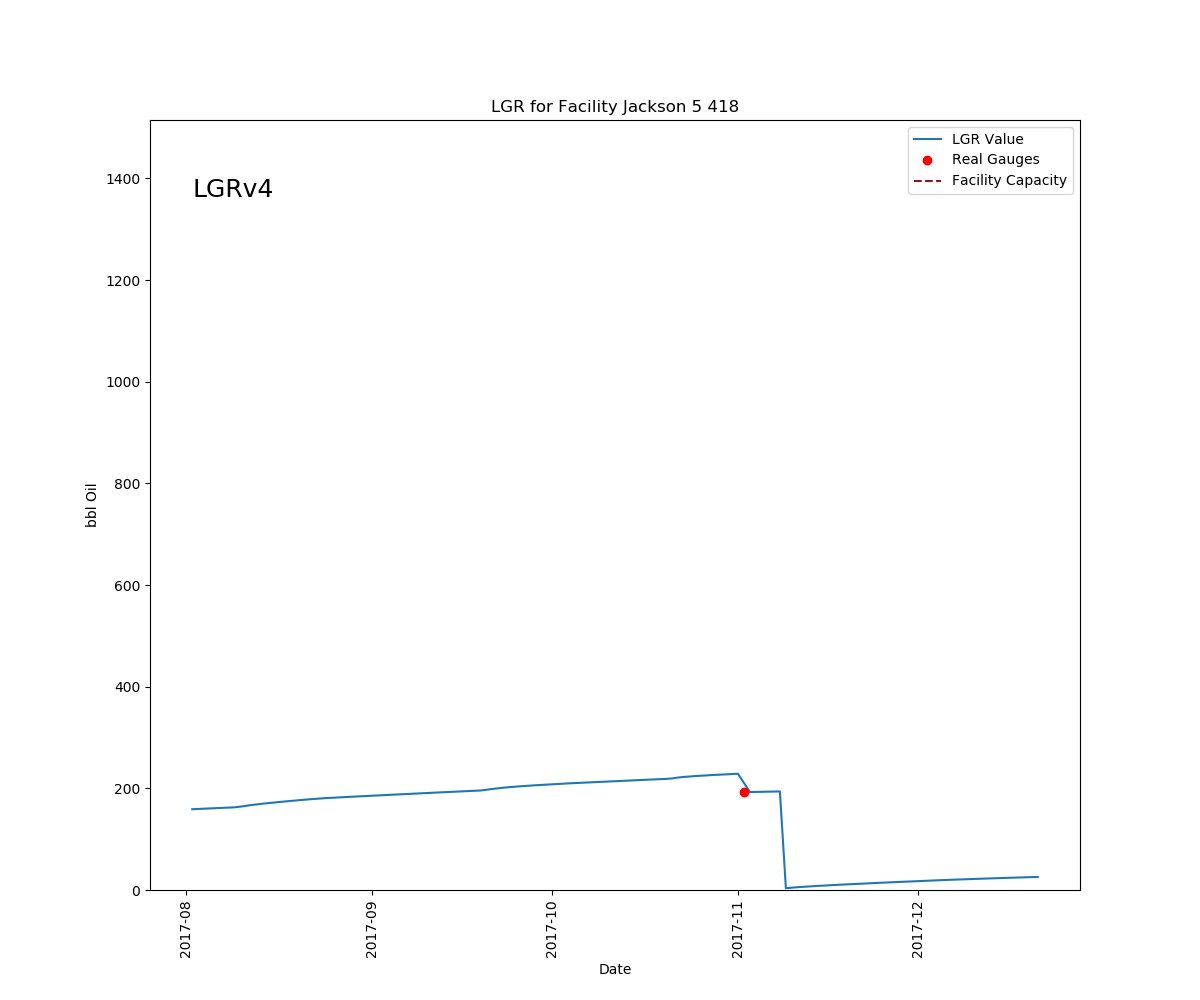 LGR for Facility Jackson 5 418
LGRv4
LGR Value
Real Gauges
Facility Capacity
1400
1200
1000
800
600
400
200
0
bbl Oil
2017-08
2017-09
2017-10
2017-11
2017-12
Date